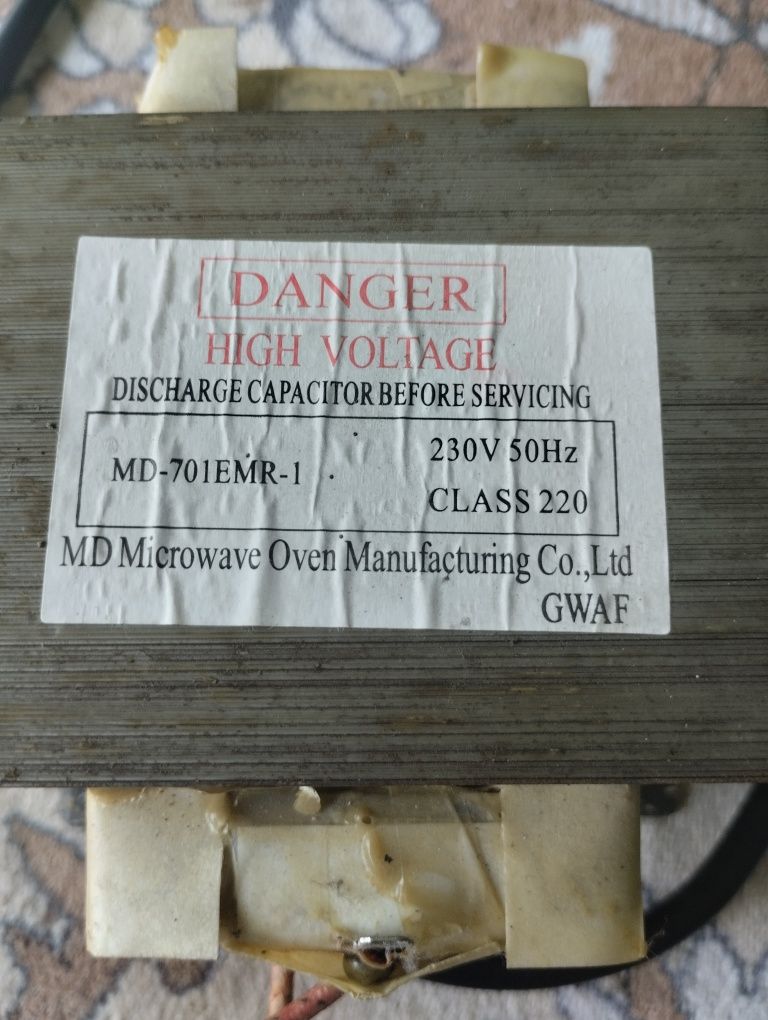 DANGER
HIGH VOLTAGE
DISCHARGE CAPACITOR BEFORE SERVICING
MD-701EMR-1
230V 50Hz
CLASS 220
MD Microwave Oven Manufacturing Co.,Ltd
GWAF